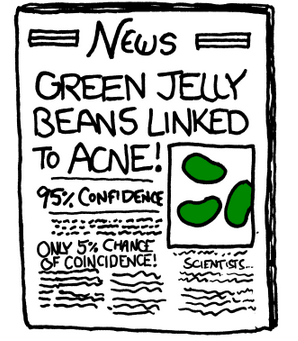 NEWS
GREEN JELLY
BEANS LINKED
TO ACNE!
95% CONFIDENCE
ONLY 5% CHANCE
OF COINCIDENCE!
SCIENTISTS...